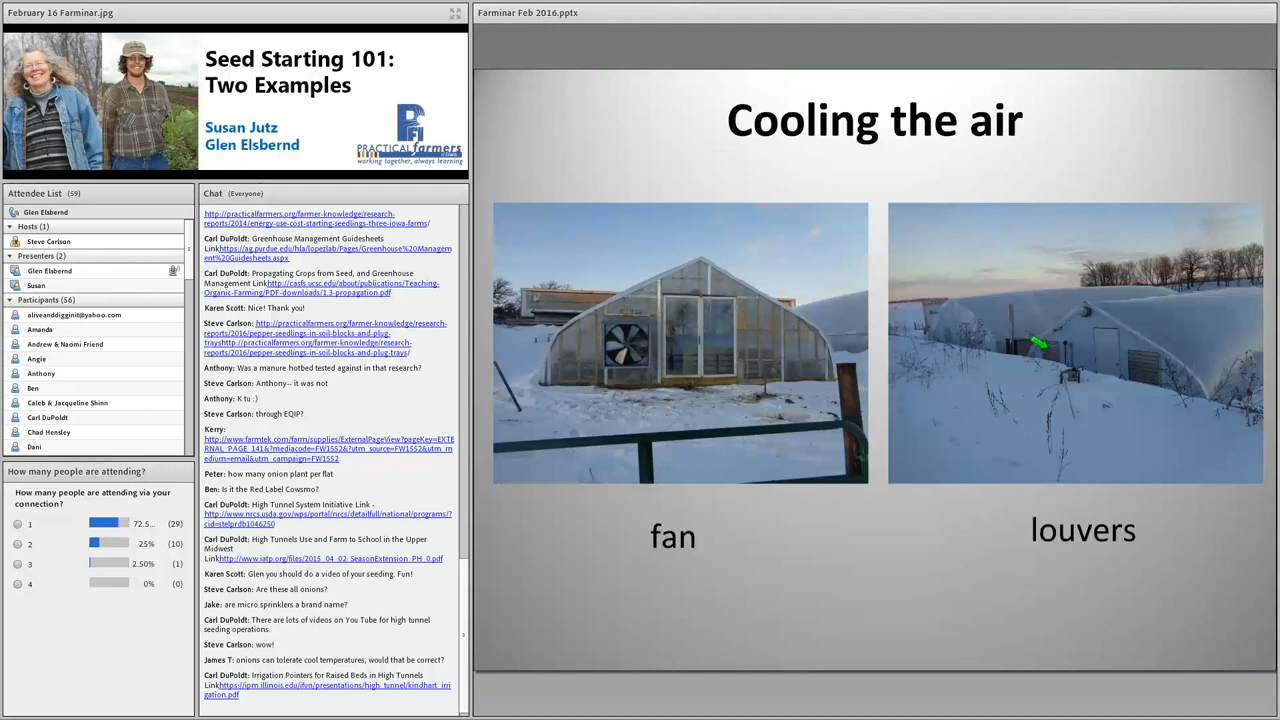 February 16 Farminar.jpg
Seed Starting 101:
Two Examples
Susan Jutz
Glen Elsbernd
PFI
PRACTICAL farmers
working together, always learning
Attendee List (59)
Glen Elsbernd
Hosts (1)
Steve Carlson
Presenters (2)
Glen Elsbernd
Susan
Participants (56)
aliveanddigginit@yahoo.com
Amanda
Andrew & Naomi Friend
Angie
Anthony
Ben
Caleb & Jacqueline Shinn
Carl DuPoldt
Chad Hensley
Dani
How many people are attending?
How many people are attending via your
connection?
1 72.5... (29)
2 25% (10)
3 2.50% (1)
4 0% (0)
Chat (Everyone)
http://practicalfarmers.org/farmer-knowledge/research-
reports/2014/energy-use-cost-starting-seedlings-three-iowa-farms/
Carl DuPoldt: Greenhouse Management Guidesheets
Linkhttps://ag.purdue.edu/hla/lopezlab/Pages/Greenhouse%20Managem
ent%20Guidesheets.aspx
Carl DuPoldt: Propagating Crops from Seed, and Greenhouse
Management Linkhttp://casfs.ucsc.edu/about/publications/Teaching-
Organic-Farming/PDF-downloads/1.3-propagation.pdf
Karen Scott: Nice! Thank you!
Steve Carlson: http://practicalfarmers.org/farmer-knowledge/research-
reports/2016/pepper-seedlings-in-soil-blocks-and-plug-
trayshttp://practicalfarmers.org/farmer-knowledge/research-
reports/2016/pepper-seedlings-in-soil-blocks-and-plug-trays/
Anthony: Was a manure hotbed tested against in that research?
Steve Carlson: Anthony-- it was not
Anthony: K tu :)
Steve Carlson: through EQIP?
Kerry:
http://www.farmtek.com/farm/supplies/ExternalPageView?pageKey=EXTE
RNAL_PAGE_141&?mediacode=FW1552&utm_source=FW1552&utm_m
edium=email&utm_campaign=FW1552
Peter: how many onion plant per flat
Ben: Is it the Red Label Cowsmo?
Carl DuPoldt: High Tunnel System Initiative Link -
http://www.nrcs.usda.gov/wps/portal/nrcs/detailfull/national/programs/?
cid=stelprdb1046250
Carl DuPoldt: High Tunnels Use and Farm to School in the Upper
Midwest
Linkhttp://www.iatp.org/files/2015_04_02_SeasonExtension_PH_0.pdf
Karen Scott: Glen you should do a video of your seeding. Fun!
Steve Carlson: Are these all onions?
Jake: are micro sprinklers a brand name?
Carl DuPoldt: There are lots of videos on You Tube for high tunnel
seeding operations.
Steve Carlson: wow!
James T: onions can tolerate cool temperatures, would that be correct?
Carl DuPoldt: Irrigation Pointers for Raised Beds in High Tunnels
Linkhttps://ipm.illinois.edu/ifvn/presentations/high_tunnel/kindhart_irri
gation.pdf
Farminar Feb 2016.pptx
Cooling the air
fan
louvers